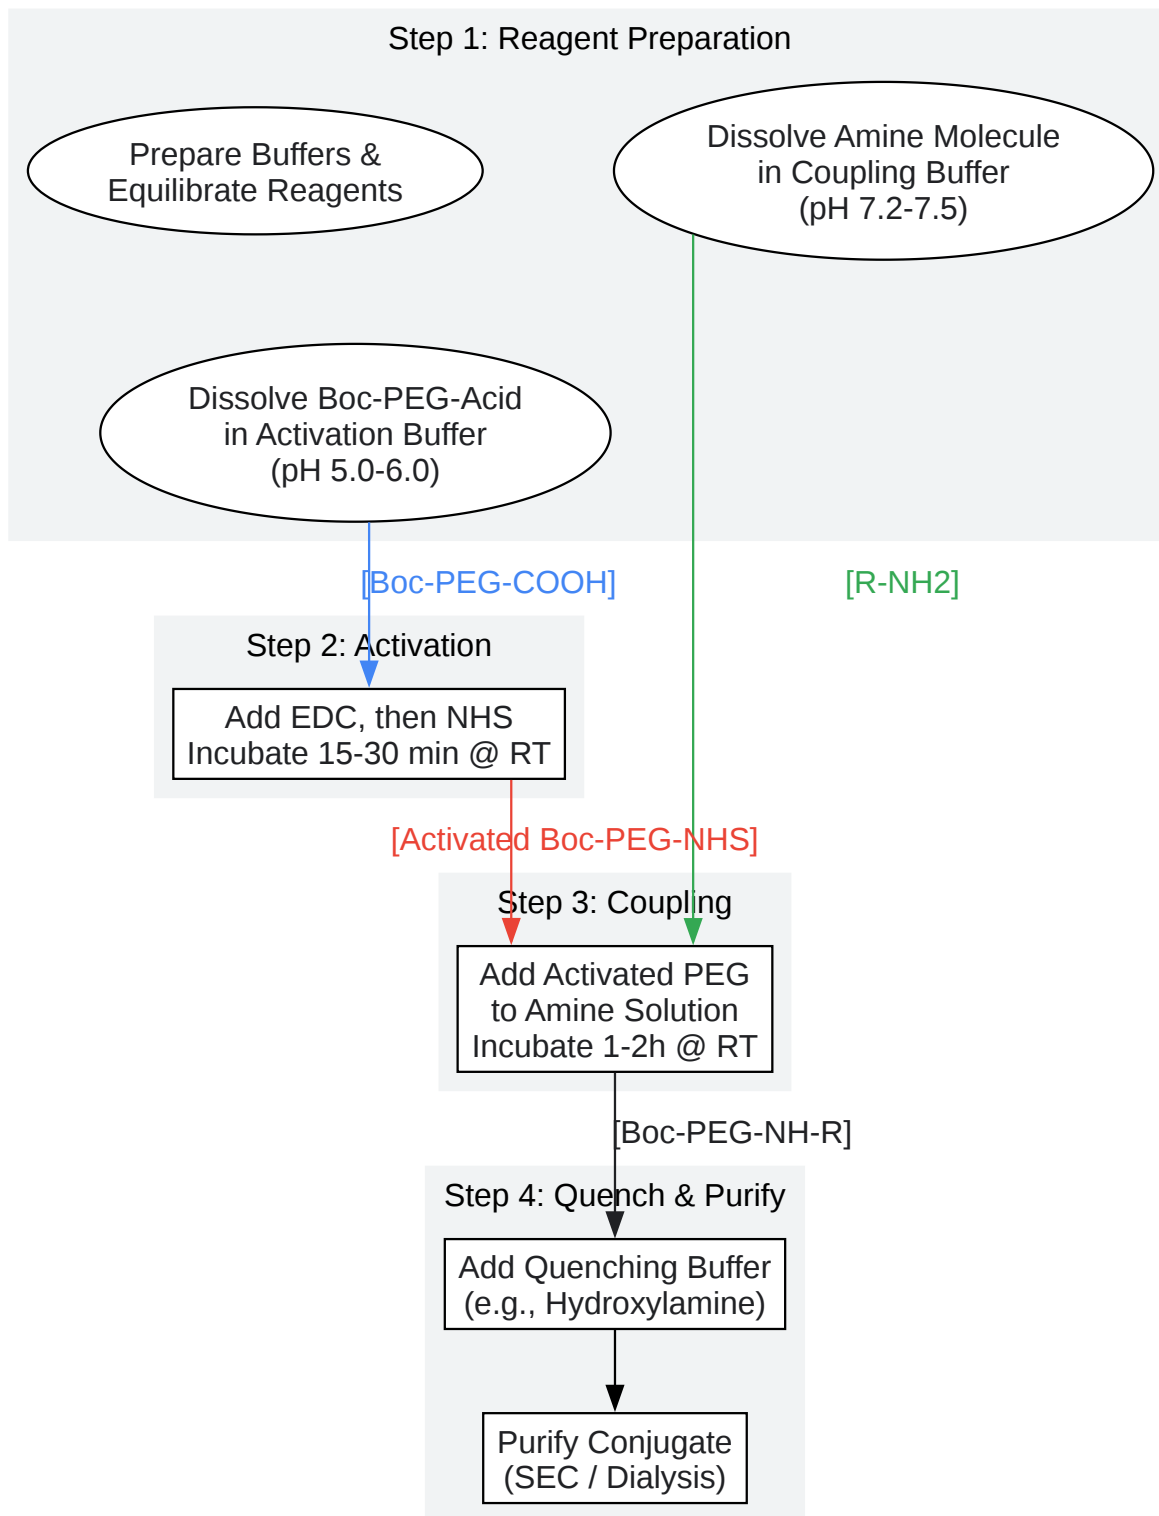 Step 1: Reagent Preparation
Prepare Buffers &
Equilibrate Reagents
Dissolve Amine Molecule
in Coupling Buffer
(pH 7.2-7.5)
Dissolve Boc-PEG-Acid
in Activation Buffer
(pH 5.0-6.0)
[Boc-PEG-COOH]
[R-NH2]
Step 2: Activation
Add EDC, then NHS
Incubate 15-30 min @ RT
[Activated Boc-PEG-NHS]
Step 3: Coupling
Add Activated PEG
to Amine Solution
Incubate 1-2h @ RT
[Boc-PEG-NH-R]
Step 4: Quench & Purify
Add Quenching Buffer
(e.g., Hydroxylamine)
Purify Conjugate
(SEC / Dialysis)